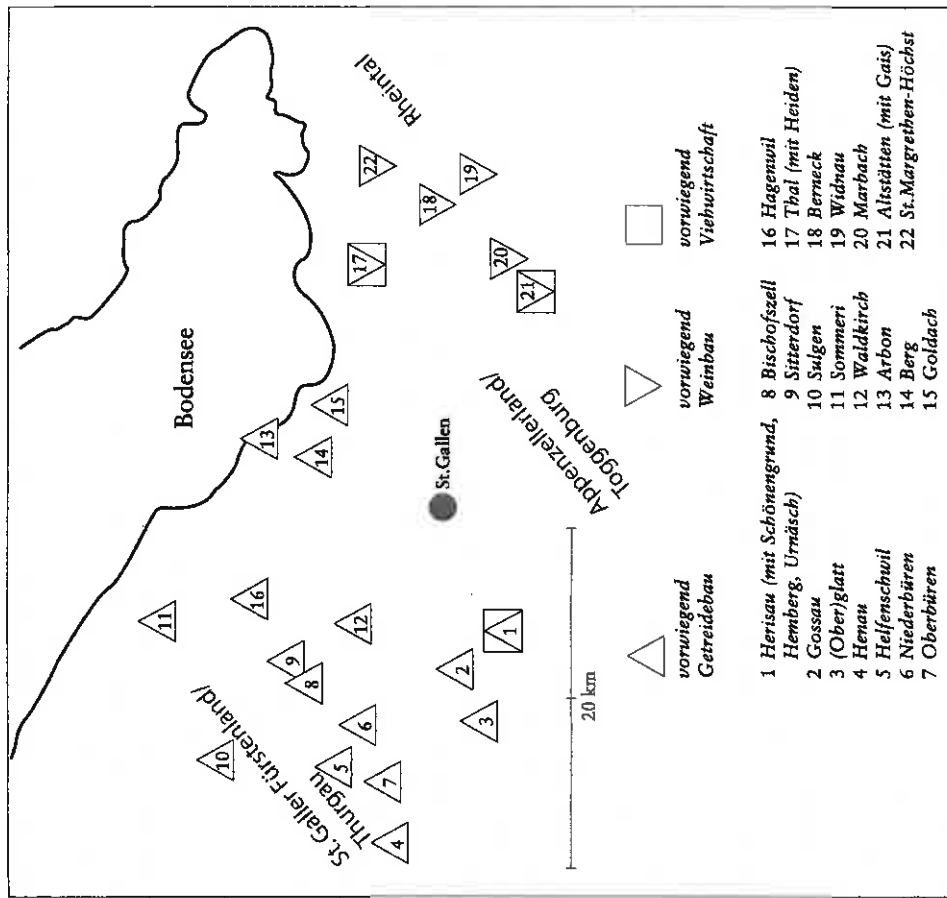 Bodensee
Rheintal
St.Galler Fürstenland/
Thurgau
Appenzellerland/
Toggenburg
St.Gallen
11
10
16
9
8
12
6
5
7
4
2
3
1
13
14
15
17
22
18
19
20
21
20 km
vorwiegend
Getreidebau
vorwiegend
Weinbau
vorwiegend
Viehwirtschaft
1 Herisau (mit Schönengrund,
Hemberg, Urnäsch)
2 Gossau
3 (Ober)glatt
4 Henau
5 Helfenschwil
6 Niederbüren
7 Oberbüren
8 Bischofszell
9 Sitterdorf
10 Sulgen
11 Sommeri
12 Waldkirch
13 Arbon
14 Berg
15 Goldach
16 Hagenwil
17 Thal (mit Heiden)
18 Berneck
19 Widnau
20 Marbach
21 Altstätten (mit Gais)
22 St.Margrethen-Höchst